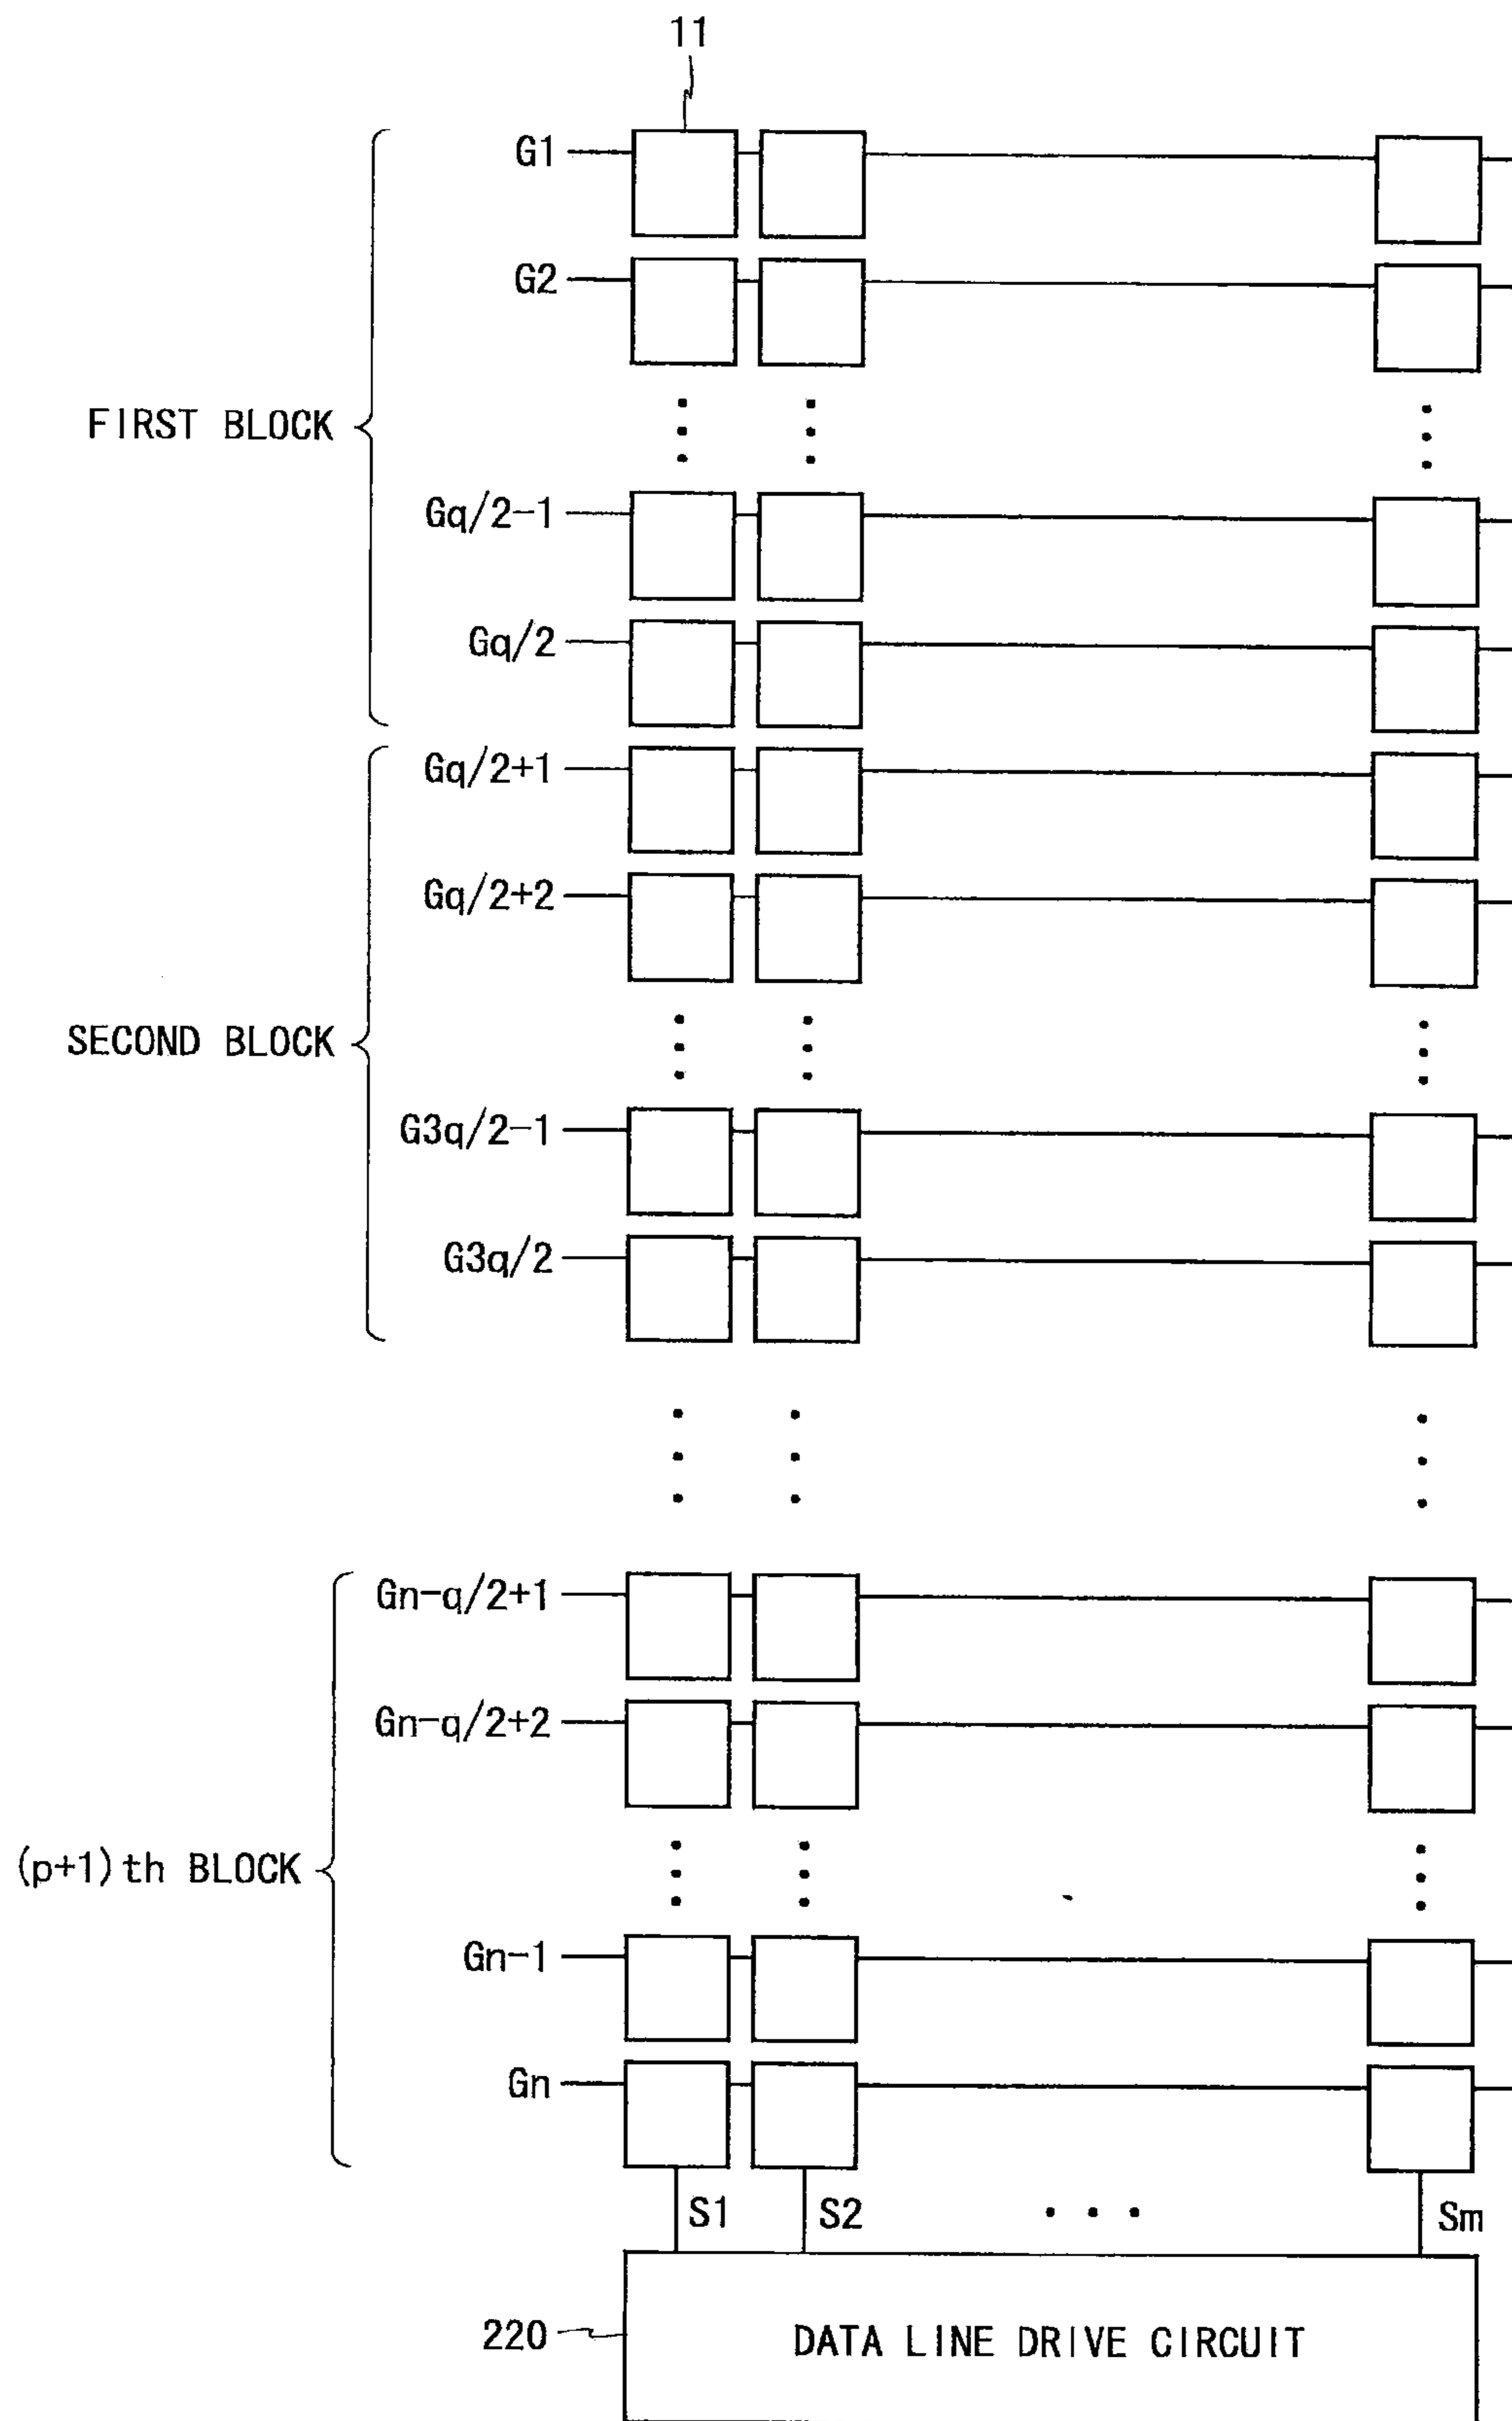 11
G1
G2
FIRST BLOCK
Gq/2-1
Gq/2
Gq/2+1
Gq/2+2
SECOND BLOCK
G3q/2-1
G3q/2
Gn-q/2+1
Gn-q/2+2
(p+1)th BLOCK
Gn-1
Gn
S1 S2 ... Sm
220 DATA LINE DRIVE CIRCUIT